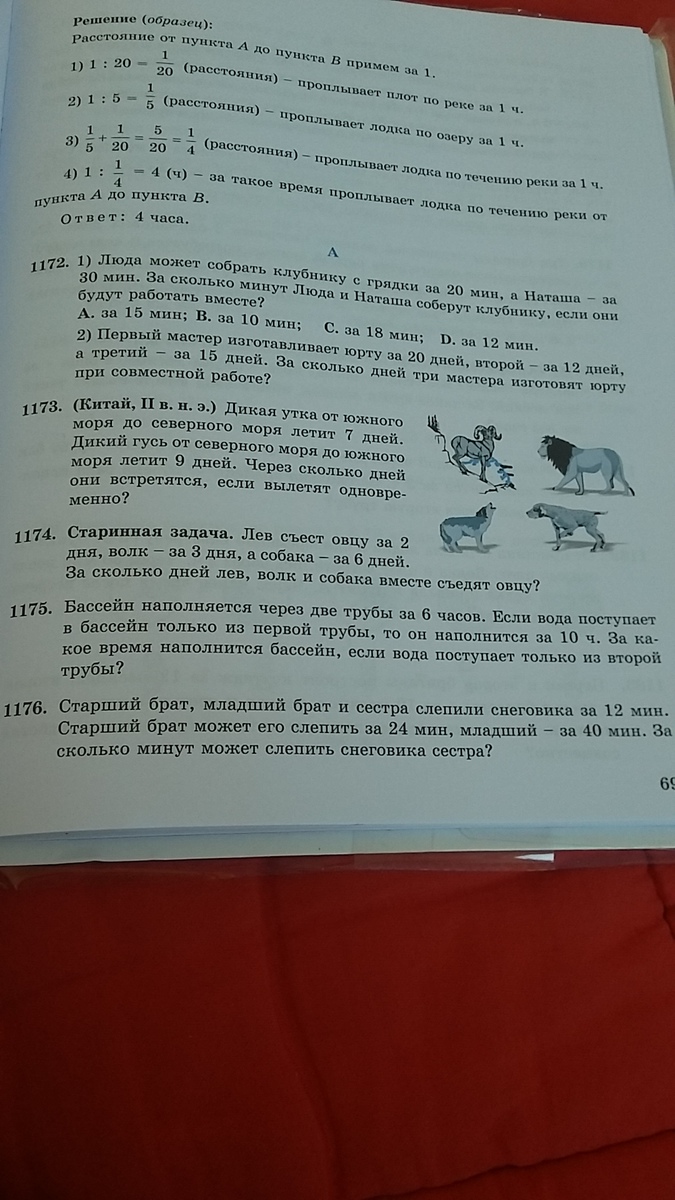 Решение (образец):
Расстояние от пункта A до пункта B примем за 1.
1) 1 : 20 = 1/20 (расстояния) – проплывает плот по реке за 1 ч.
2) 1 : 5 = 1/5 (расстояния) – проплывает лодка по озеру за 1 ч.
3) 1/5 + 1/20 = 5/20 = 1/4 (расстояния) – проплывает лодка по течению реки за 1 ч.
4) 1 : 1/4 = 4 (ч) – за такое время проплывает лодка по течению реки от
пункта A до пункта B.
Ответ: 4 часа.
А
1172. 1) Люда может собрать клубнику с грядки за 20 мин, а Наташа – за
30 мин. За сколько минут Люда и Наташа соберут клубнику, если они
будут работать вместе?
A. за 15 мин; B. за 10 мин; C. за 18 мин; D. за 12 мин.
2) Первый мастер изготавливает юрту за 20 дней, второй – за 12 дней,
а третий – за 15 дней. За сколько дней три мастера изготовят юрту
при совместной работе?
1173. (Китай, II в. н. э.) Дикая утка от южного
моря до северного моря летит 7 дней.
Дикий гусь от северного моря до южного
моря летит 9 дней. Через сколько дней
они встретятся, если вылетят одновре-
менно?
1174. Старинная задача. Лев съест овцу за 2
дня, волк – за 3 дня, а собака – за 6 дней.
За сколько дней лев, волк и собака вместе съедят овцу?
1175. Бассейн наполняется через две трубы за 6 часов. Если вода поступает
в бассейн только из первой трубы, то он наполнится за 10 ч. За ка-
кое время наполнится бассейн, если вода поступает только из второй
трубы?
1176. Старший брат, младший брат и сестра слепили снеговика за 12 мин.
Старший брат может его слепить за 24 мин, младший – за 40 мин. За
сколько минут может слепить снеговика сестра?
69